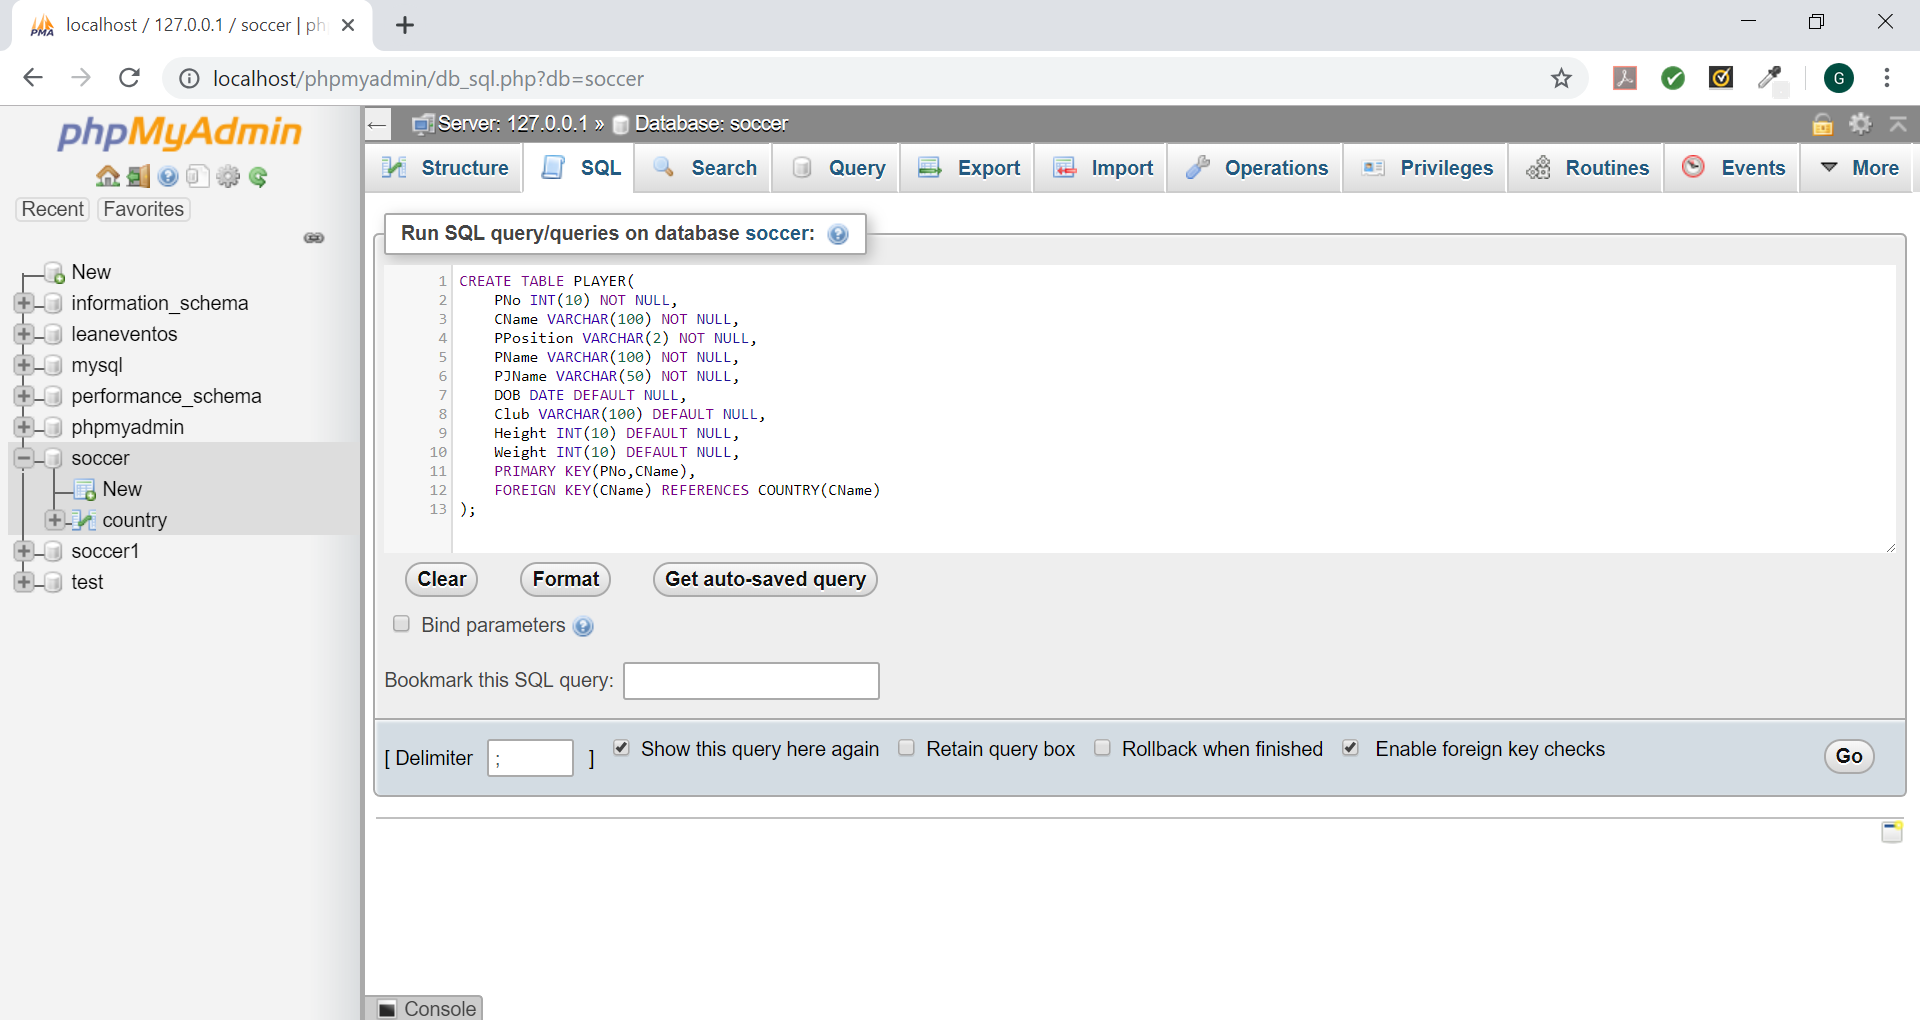 localhost / 127.0.0.1 / soccer | ph
localhost/phpmyadmin/db_sql.php?db=soccer
G
phpMyAdmin
Recent Favorites
New
information_schema
leaneventos
mysql
performance_schema
phpmyadmin
soccer
New
country
soccer1
test
Server: 127.0.0.1 » Database: soccer
Structure SQL Search Query Export Import Operations Privileges Routines Events More
Run SQL query/queries on database soccer:
1 CREATE TABLE PLAYER(
2 PNo INT(10) NOT NULL,
3 CName VARCHAR(100) NOT NULL,
4 PPosition VARCHAR(2) NOT NULL,
5 PName VARCHAR(100) NOT NULL,
6 PJName VARCHAR(50) NOT NULL,
7 DOB DATE DEFAULT NULL,
8 Club VARCHAR(100) DEFAULT NULL,
9 Height INT(10) DEFAULT NULL,
10 Weight INT(10) DEFAULT NULL,
11 PRIMARY KEY(PNo,CName),
12 FOREIGN KEY(CName) REFERENCES COUNTRY(CName)
13 );
Clear Format Get auto-saved query
Bind parameters
Bookmark this SQL query:
[ Delimiter ; ] Show this query here again Retain query box Rollback when finished Enable foreign key checks Go
Console